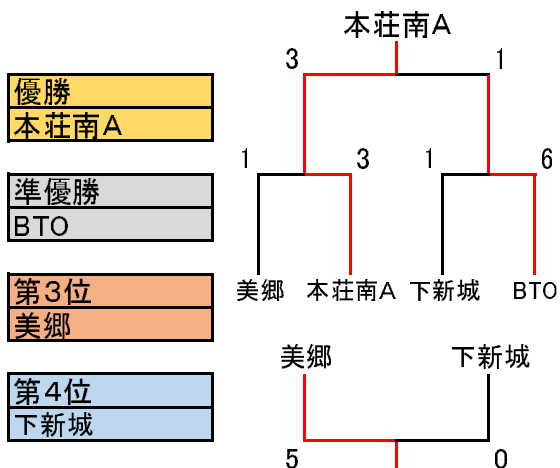 本荘南A
3 1
優勝
本荘南A
1 3 1 6
準優勝
BTO
第3位
美郷
美郷 本荘南A 下新城 BTO
美郷 下新城
第4位
下新城
5 0